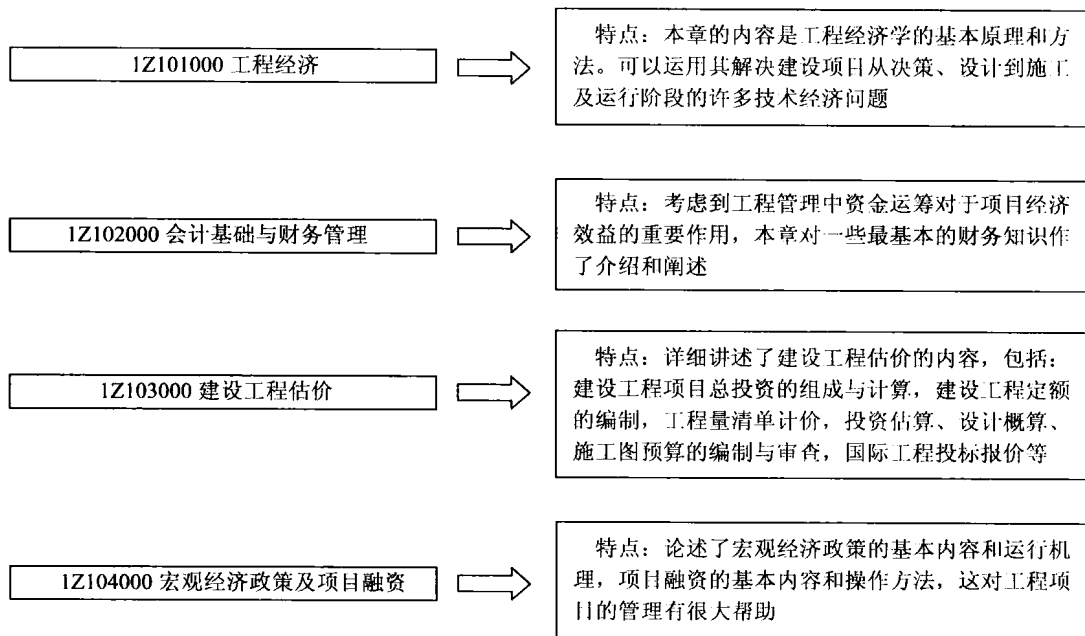 1Z101000 工程经济
特点：本章的内容是工程经济学的基本原理和方
法。可以运用其解决建设项目从决策、设计到施工
及运行阶段的许多技术经济问题
1Z102000 会计基础与财务管理
特点：考虑到工程管理中资金运筹对于项目经济
效益的重要作用，本章对一些最基本的财务知识作
了介绍和阐述
1Z103000 建设工程估价
特点：详细讲述了建设工程估价的内容，包括：
建设工程项目总投资的组成与计算，建设工程定额
的编制，工程量清单计价，投资估算、设计概算、
施工图预算的编制与审查，国际工程投标报价等
1Z104000 宏观经济政策及项目融资
特点：论述了宏观经济政策的基本内容和运行机
理，项目融资的基本内容和操作方法，这对工程项
目的管理有很大帮助